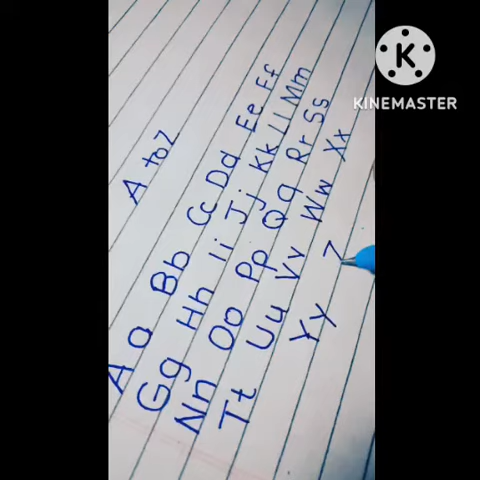 A to Z
A a Bb Cc Dd Ee Ff
Gg Hh Ii Jj Kk Ll Mm
Nn Oo Pp Qq Rr Ss
Tt Uu Vv Ww Xx
Yy Z
KINEMASTER